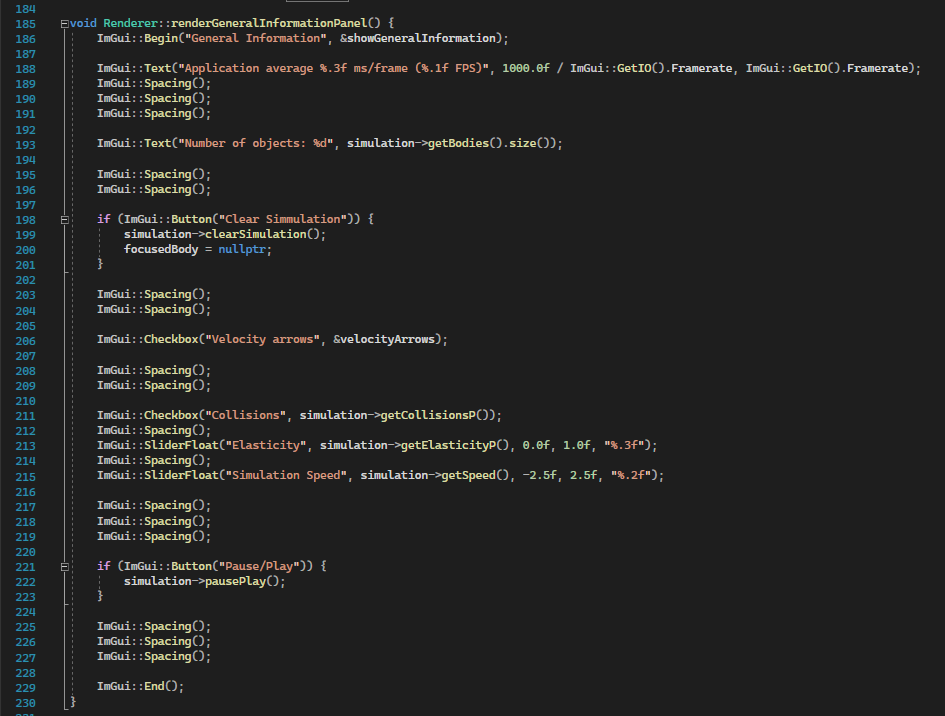 184
185 void Renderer::renderGeneralInformationPanel() {
186     ImGui::Begin("General Information", &showGeneralInformation);
187
188     ImGui::Text("Application average %.3f ms/frame (%.1f FPS)", 1000.0f / ImGui::GetIO().Framerate, ImGui::GetIO().Framerate);
189     ImGui::Spacing();
190     ImGui::Spacing();
191     ImGui::Spacing();
192
193     ImGui::Text("Number of objects: %d", simulation->getBodies().size());
194
195     ImGui::Spacing();
196     ImGui::Spacing();
197
198     if (ImGui::Button("Clear Simmulation")) {
199         simulation->clearSimulation();
200         focusedBody = nullptr;
201     }
202
203     ImGui::Spacing();
204     ImGui::Spacing();
205
206     ImGui::Checkbox("Velocity arrows", &velocityArrows);
207
208     ImGui::Spacing();
209     ImGui::Spacing();
210
211     ImGui::Checkbox("Collisions", simulation->getCollisionsP());
212     ImGui::Spacing();
213     ImGui::SliderFloat("Elasticity", simulation->getElasticityP(), 0.0f, 1.0f, "%.3f");
214     ImGui::Spacing();
215     ImGui::SliderFloat("Simulation Speed", simulation->getSpeed(), -2.5f, 2.5f, "%.2f");
216
217     ImGui::Spacing();
218     ImGui::Spacing();
219     ImGui::Spacing();
220
221     if (ImGui::Button("Pause/Play")) {
222         simulation->pausePlay();
223     }
224
225     ImGui::Spacing();
226     ImGui::Spacing();
227     ImGui::Spacing();
228
229     ImGui::End();
230 }